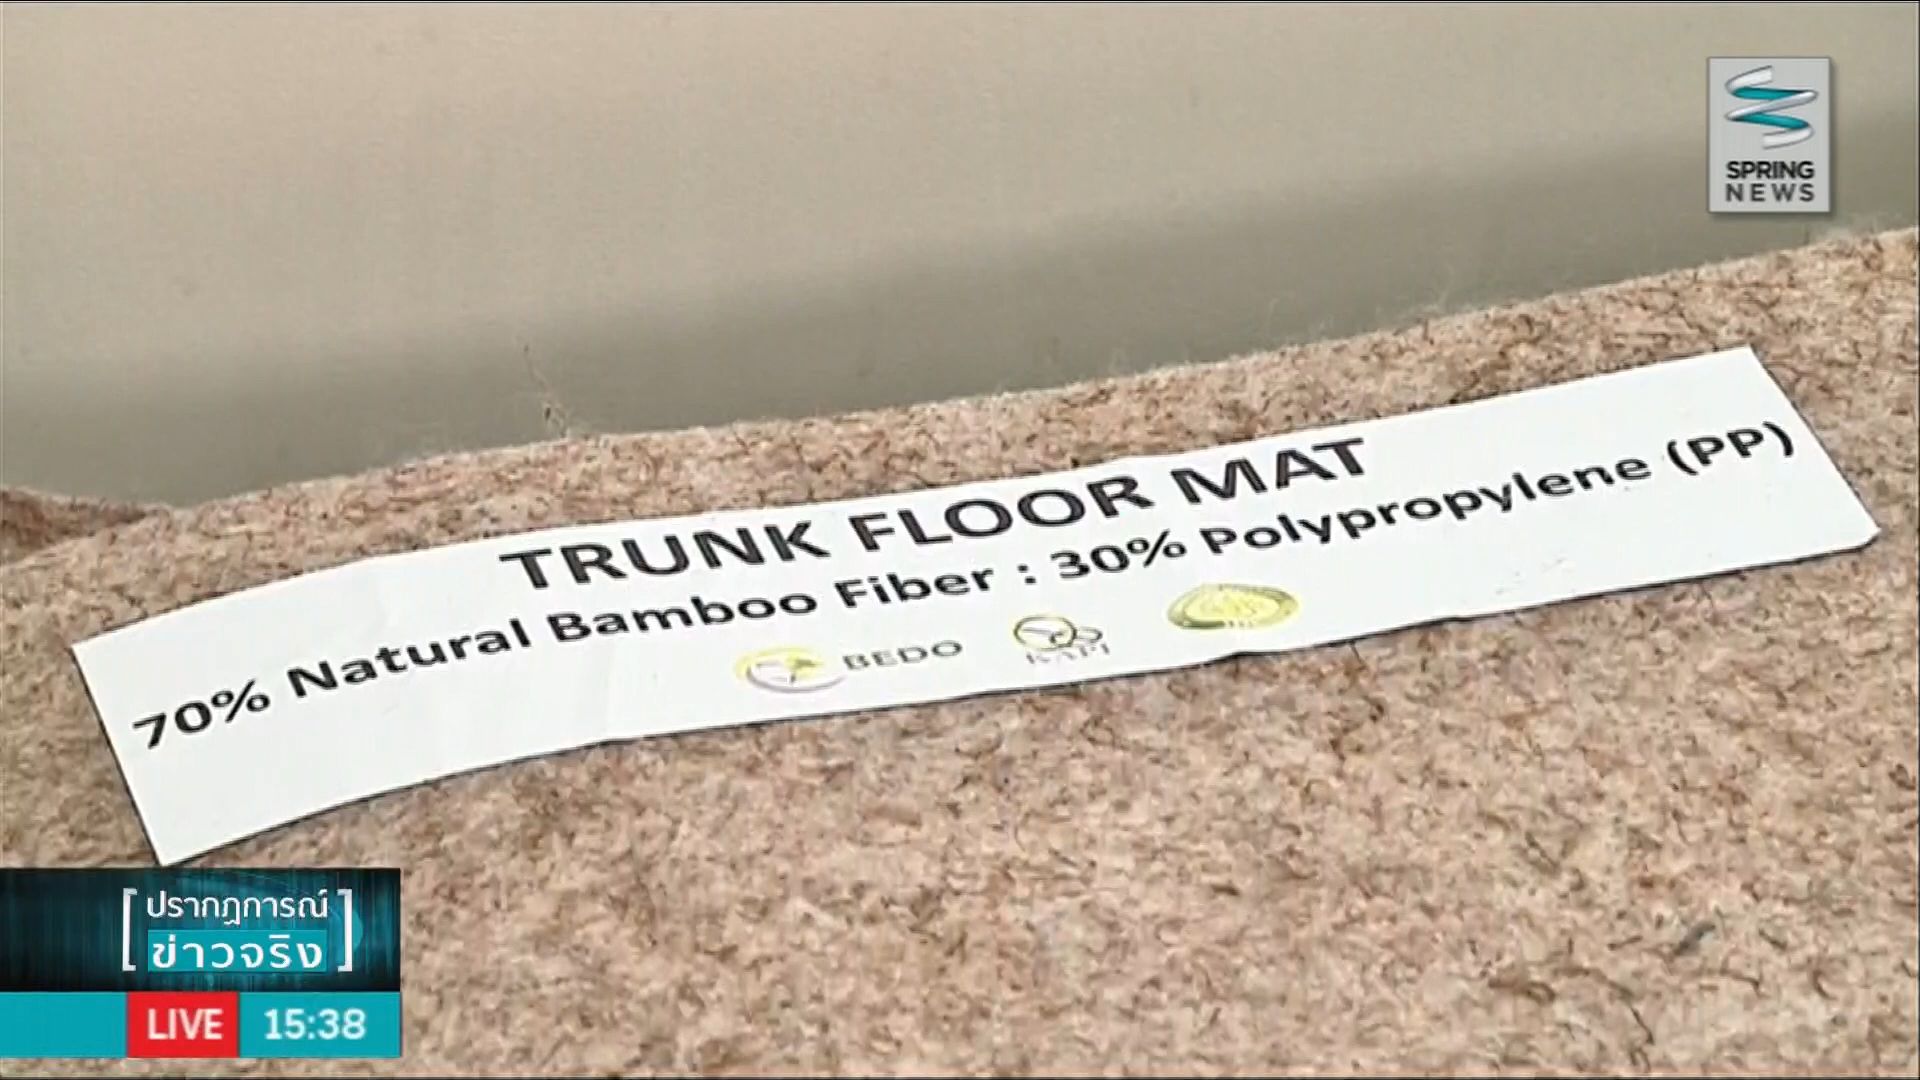 SPRING
NEWS
TRUNK FLOOR MAT
70% Natural Bamboo Fiber : 30% Polypropylene (PP)
BEDO
KAPI
[ปรากฏการณ์
ข่าวจริง]
LIVE 15:38